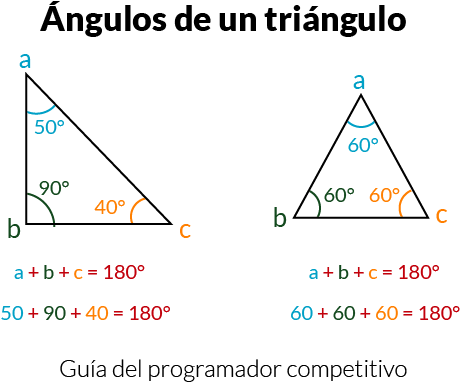 Ángulos de un triángulo
a
50°
90°
40°
b
c
a + b + c = 180°
50 + 90 + 40 = 180°
a
60°
60°
60°
b
c
a + b + c = 180°
60 + 60 + 60 = 180°
Guía del programador competitivo